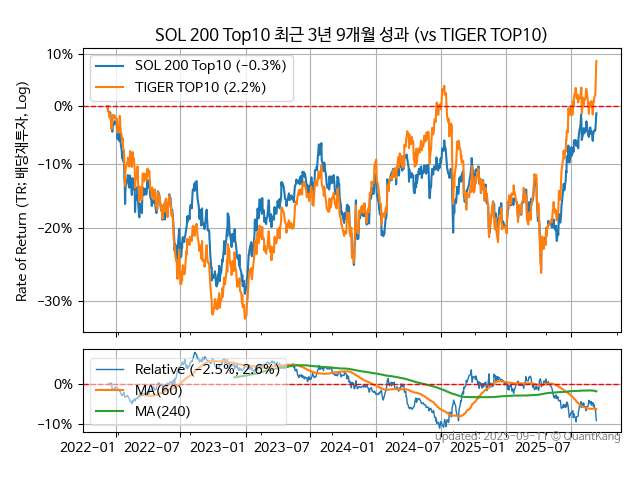 SOL 200 Top10 최근 3년 9개월 성과 (vs TIGER TOP10)
Rate of Return (TR: 배당재투자, Log)
10%
0%
−10%
−20%
−30%
SOL 200 Top10 (−0.3%)
TIGER TOP10 (2.2%)
0%
−10%
Relative (−2.5%, 2.6%)
MA(60)
MA(240)
2022−01 2022−07 2023−01 2023−07 2024−01 2024−07 2025−01 2025−07
updated: 2025-09-11 © QuantKang